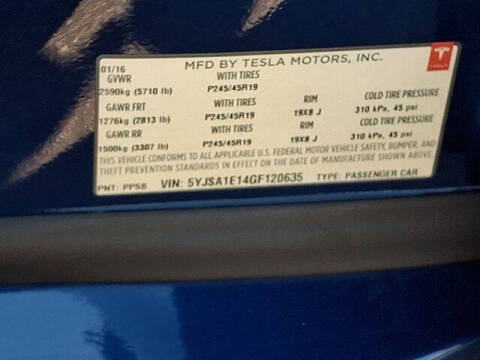 MFD BY TESLA MOTORS, INC.
TESLA
01/16
GVWR WITH TIRES
2590kg (5710 lb) P245/45R19
GAWR FRT WITH TIRES RIM COLD TIRE PRESSURE
1276kg (2813 lb) P245/45R19 19X8 J 310 kPa, 45 psi
GAWR RR WITH TIRES RIM COLD TIRE PRESSURE
1500kg (3307 lb) P245/45R19 19X8 J 310 kPa, 45 psi
THIS VEHICLE CONFORMS TO ALL APPLICABLE U.S. FEDERAL MOTOR VEHICLE SAFETY, BUMPER, AND
THEFT PREVENTION STANDARDS IN EFFECT ON THE DATE OF MANUFACTURE SHOWN ABOVE.
PNT: PPSB VIN: 5YJSA1E14GF120635 TYPE: PASSENGER CAR